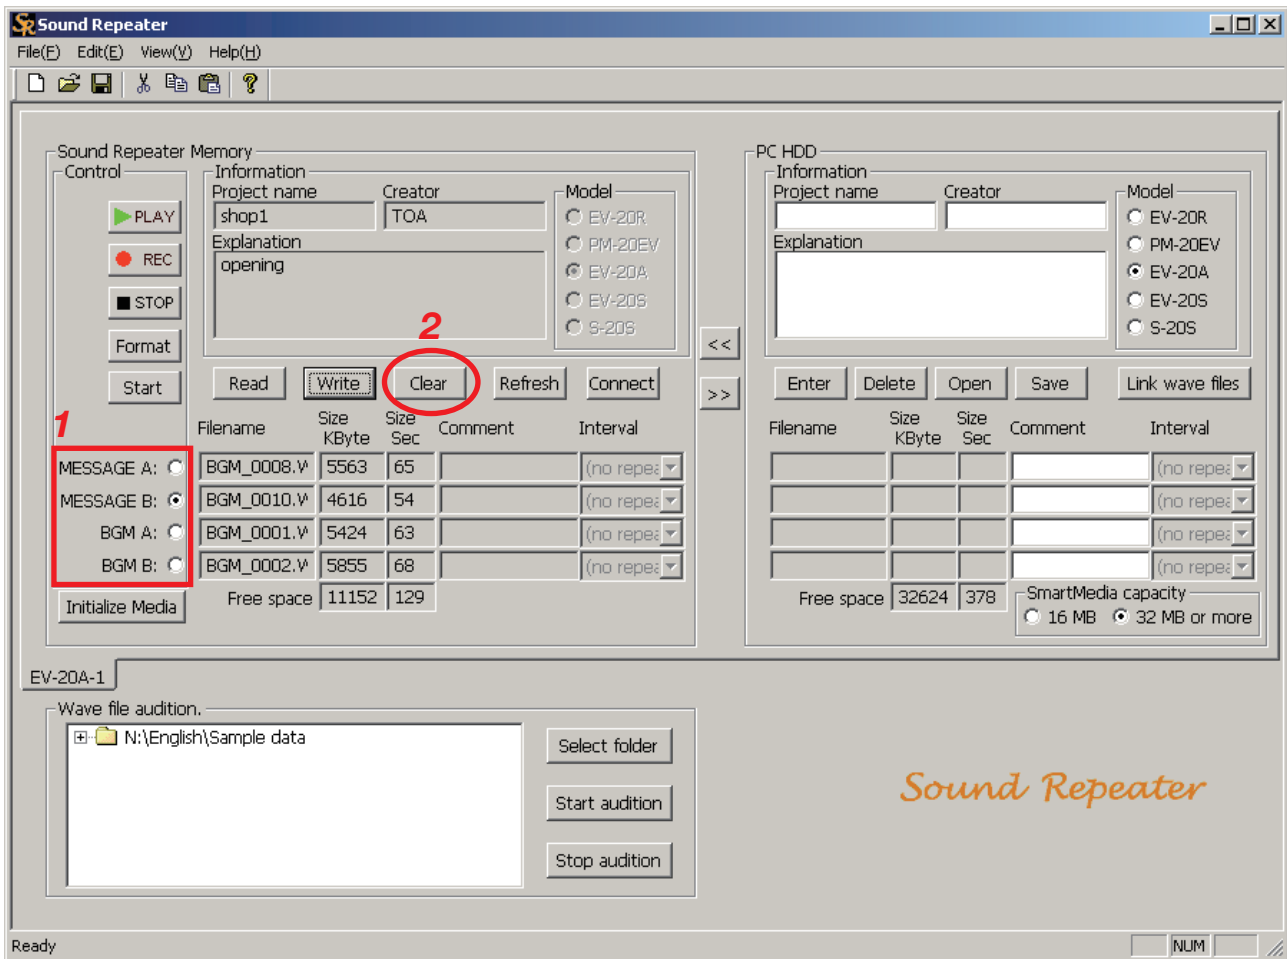 Sound Repeater
File(F) Edit(E) View(V) Help(H)
Sound Repeater Memory
Control
PLAY
REC
STOP
Format
Start
Information
Project name Creator
shop1 TOA
Explanation
opening
Model
EV-20R
PM-20EV
EV-20A
EV-20S
S-20S
2
Read Write Clear Refresh Connect
1
Filename Size KByte Size Sec Comment Interval
MESSAGE A: BGM_0008.W 5563 65 (no repea
MESSAGE B: BGM_0010.W 4616 54 (no repea
BGM A: BGM_0001.W 5424 63 (no repea
BGM B: BGM_0002.W 5855 68 (no repea
Initialize Media Free space 11152 129
<<
>>
PC HDD
Information
Project name Creator
Explanation
Model
EV-20R
PM-20EV
EV-20A
EV-20S
S-20S
Enter Delete Open Save Link wave files
Filename Size KByte Size Sec Comment Interval
(no repea
(no repea
(no repea
(no repea
Free space 32624 378
SmartMedia capacity
16 MB 32 MB or more
EV-20A-1
Wave file audition.
N:\English\Sample data
Select folder
Start audition
Stop audition
Sound Repeater
Ready NUM